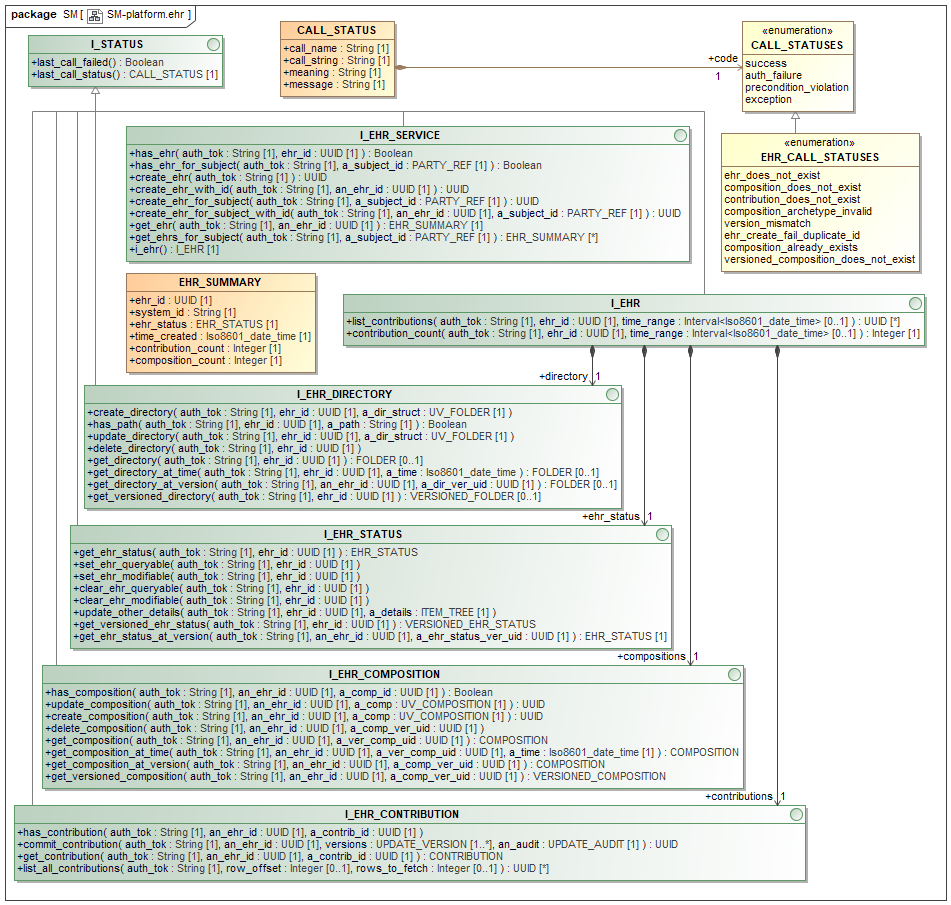 package SM [ SM-platform.ehr ]
I_STATUS
+last_call_failed() : Boolean
+last_call_status() : CALL_STATUS [1]
CALL_STATUS
+call_name : String [1]
+call_string : String [1]
+meaning : String [1]
+message : String [1]
+code
1
«enumeration»
CALL_STATUSES
success
auth_failure
precondition_violation
exception
«enumeration»
EHR_CALL_STATUSES
ehr_does_not_exist
composition_does_not_exist
contribution_does_not_exist
composition_archetype_invalid
version_mismatch
ehr_create_fail_duplicate_id
composition_already_exists
versioned_composition_does_not_exist
I_EHR_SERVICE
+has_ehr( auth_tok : String [1], ehr_id : UUID [1] ) : Boolean
+has_ehr_for_subject( auth_tok : String [1], a_subject_id : PARTY_REF [1] ) : Boolean
+create_ehr( auth_tok : String [1] ) : UUID
+create_ehr_with_id( auth_tok : String [1], an_ehr_id : UUID [1] ) : UUID
+create_ehr_for_subject( auth_tok : String [1], a_subject_id : PARTY_REF [1] ) : UUID
+create_ehr_for_subject_with_id( auth_tok : String [1], an_ehr_id : UUID [1], a_subject_id : PARTY_REF [1] ) : UUID
+get_ehr( auth_tok : String [1], an_ehr_id : UUID [1] ) : EHR_SUMMARY [1]
+get_ehrs_for_subject( auth_tok : String [1], a_subject_id : PARTY_REF [1] ) : EHR_SUMMARY [*]
+i_ehr() : I_EHR [1]
EHR_SUMMARY
+ehr_id : UUID [1]
+system_id : String [1]
+ehr_status : EHR_STATUS [1]
+time_created : Iso8601_date_time [1]
+contribution_count : Integer [1]
+composition_count : Integer [1]
I_EHR
+list_contributions( auth_tok : String [1], ehr_id : UUID [1], time_range : Interval<Iso8601_date_time> [0..1] ) : UUID [*]
+contribution_count( auth_tok : String [1], ehr_id : UUID [1], time_range : Interval<Iso8601_date_time> [0..1] ) : Integer [1]
+directory 1
I_EHR_DIRECTORY
+create_directory( auth_tok : String [1], ehr_id : UUID [1], a_dir_struct : UV_FOLDER [1] )
+has_path( auth_tok : String [1], ehr_id : UUID [1], a_path : String [1] ) : Boolean
+update_directory( auth_tok : String [1], ehr_id : UUID [1], a_dir_struct : UV_FOLDER [1] )
+delete_directory( auth_tok : String [1], ehr_id : UUID [1] )
+get_directory( auth_tok : String [1], ehr_id : UUID [1] ) : FOLDER [0..1]
+get_directory_at_time( auth_tok : String [1], ehr_id : UUID [1], a_time : Iso8601_date_time ) : FOLDER [0..1]
+get_directory_at_version( auth_tok : String [1], an_ehr_id : UUID [1], a_dir_ver_uid : UUID [1] ) : FOLDER [0..1]
+get_versioned_directory( auth_tok : String [1], ehr_id : UUID [1] ) : VERSIONED_FOLDER [0..1]
+ehr_status 1
I_EHR_STATUS
+get_ehr_status( auth_tok : String [1], ehr_id : UUID [1] ) : EHR_STATUS
+set_ehr_queryable( auth_tok : String [1], ehr_id : UUID [1] )
+set_ehr_modifiable( auth_tok : String [1], ehr_id : UUID [1] )
+clear_ehr_queryable( auth_tok : String [1], ehr_id : UUID [1] )
+clear_ehr_modifiable( auth_tok : String [1], ehr_id : UUID [1] )
+update_other_details( auth_tok : String [1], ehr_id : UUID [1], a_details : ITEM_TREE [1] )
+get_versioned_ehr_status( auth_tok : String [1], ehr_id : UUID [1] ) : VERSIONED_EHR_STATUS
+get_ehr_status_at_version( auth_tok : String [1], an_ehr_id : UUID [1], a_ehr_status_ver_uid : UUID [1] ) : EHR_STATUS [1]
+compositions 1
I_EHR_COMPOSITION
+has_composition( auth_tok : String [1], an_ehr_id : UUID [1], a_comp_id : UUID [1] ) : Boolean
+update_composition( auth_tok : String [1], an_ehr_id : UUID [1], a_comp : UV_COMPOSITION [1] ) : UUID
+create_composition( auth_tok : String [1], an_ehr_id : UUID [1], a_comp : UV_COMPOSITION [1] ) : UUID
+delete_composition( auth_tok : String [1], an_ehr_id : UUID [1], a_comp_ver_uid : UUID [1] )
+get_composition( auth_tok : String [1], an_ehr_id : UUID [1], a_ver_comp_uid : UUID [1] ) : COMPOSITION
+get_composition_at_time( auth_tok : String [1], an_ehr_id : UUID [1], a_ver_comp_uid : UUID [1], a_time : Iso8601_date_time [1] ) : COMPOSITION
+get_composition_at_version( auth_tok : String [1], an_ehr_id : UUID [1], a_comp_ver_uid : UUID [1] ) : COMPOSITION
+get_versioned_composition( auth_tok : String [1], an_ehr_id : UUID [1], a_comp_ver_uid : UUID [1] ) : VERSIONED_COMPOSITION
+contributions 1
I_EHR_CONTRIBUTION
+has_contribution( auth_tok : String [1], an_ehr_id : UUID [1], a_contrib_id : UUID [1] )
+commit_contribution( auth_tok : String [1], an_ehr_id : UUID [1], versions : UPDATE_VERSION [1..*], an_audit : UPDATE_AUDIT [1] ) : UUID
+get_contribution( auth_tok : String [1], an_ehr_id : UUID [1], a_contrib_id : UUID [1] ) : CONTRIBUTION
+list_all_contributions( auth_tok : String [1], row_offset : Integer [0..1], rows_to_fetch : Integer [0..1] ) : UUID [*]